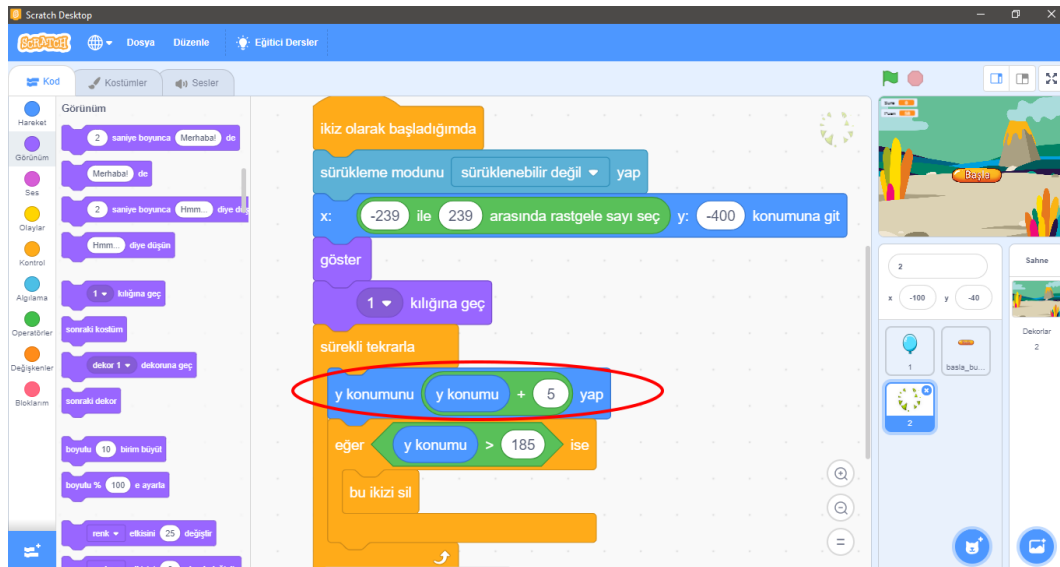 Scratch Desktop
SCRATCH
Dosya Düzenle Eğitici Dersler
Kod Kostümler Sesler
Hareket
Görünüm
Ses
Olaylar
Kontrol
Algılama
Operatörler
Değişkenler
Bloklarım
Görünüm
2 saniye boyunca Merhaba! de
Merhaba! de
2 saniye boyunca Hmm... diye dü
Hmm... diye düşün
1 kılığına geç
sonraki kostüm
dekor 1 dekoruna geç
sonraki dekor
boyutu 10 birim büyüt
boyutu % 100 e ayarla
renk etkisini 25 değiştir
ikiz olarak başladığımda
sürükleme modunu sürüklenebilir değil yap
x: -239 ile 239 arasında rastgele sayı seç y: -400 konumuna git
göster
1 kılığına geç
sürekli tekrarla
y konumunu y konumu + 5 yap
eğer y konumu > 185 ise
bu ikizi sil
Süre
Puan
Başla
2
x -100 y -40
1
basla_bu...
2
Sahne
Dekorlar
2